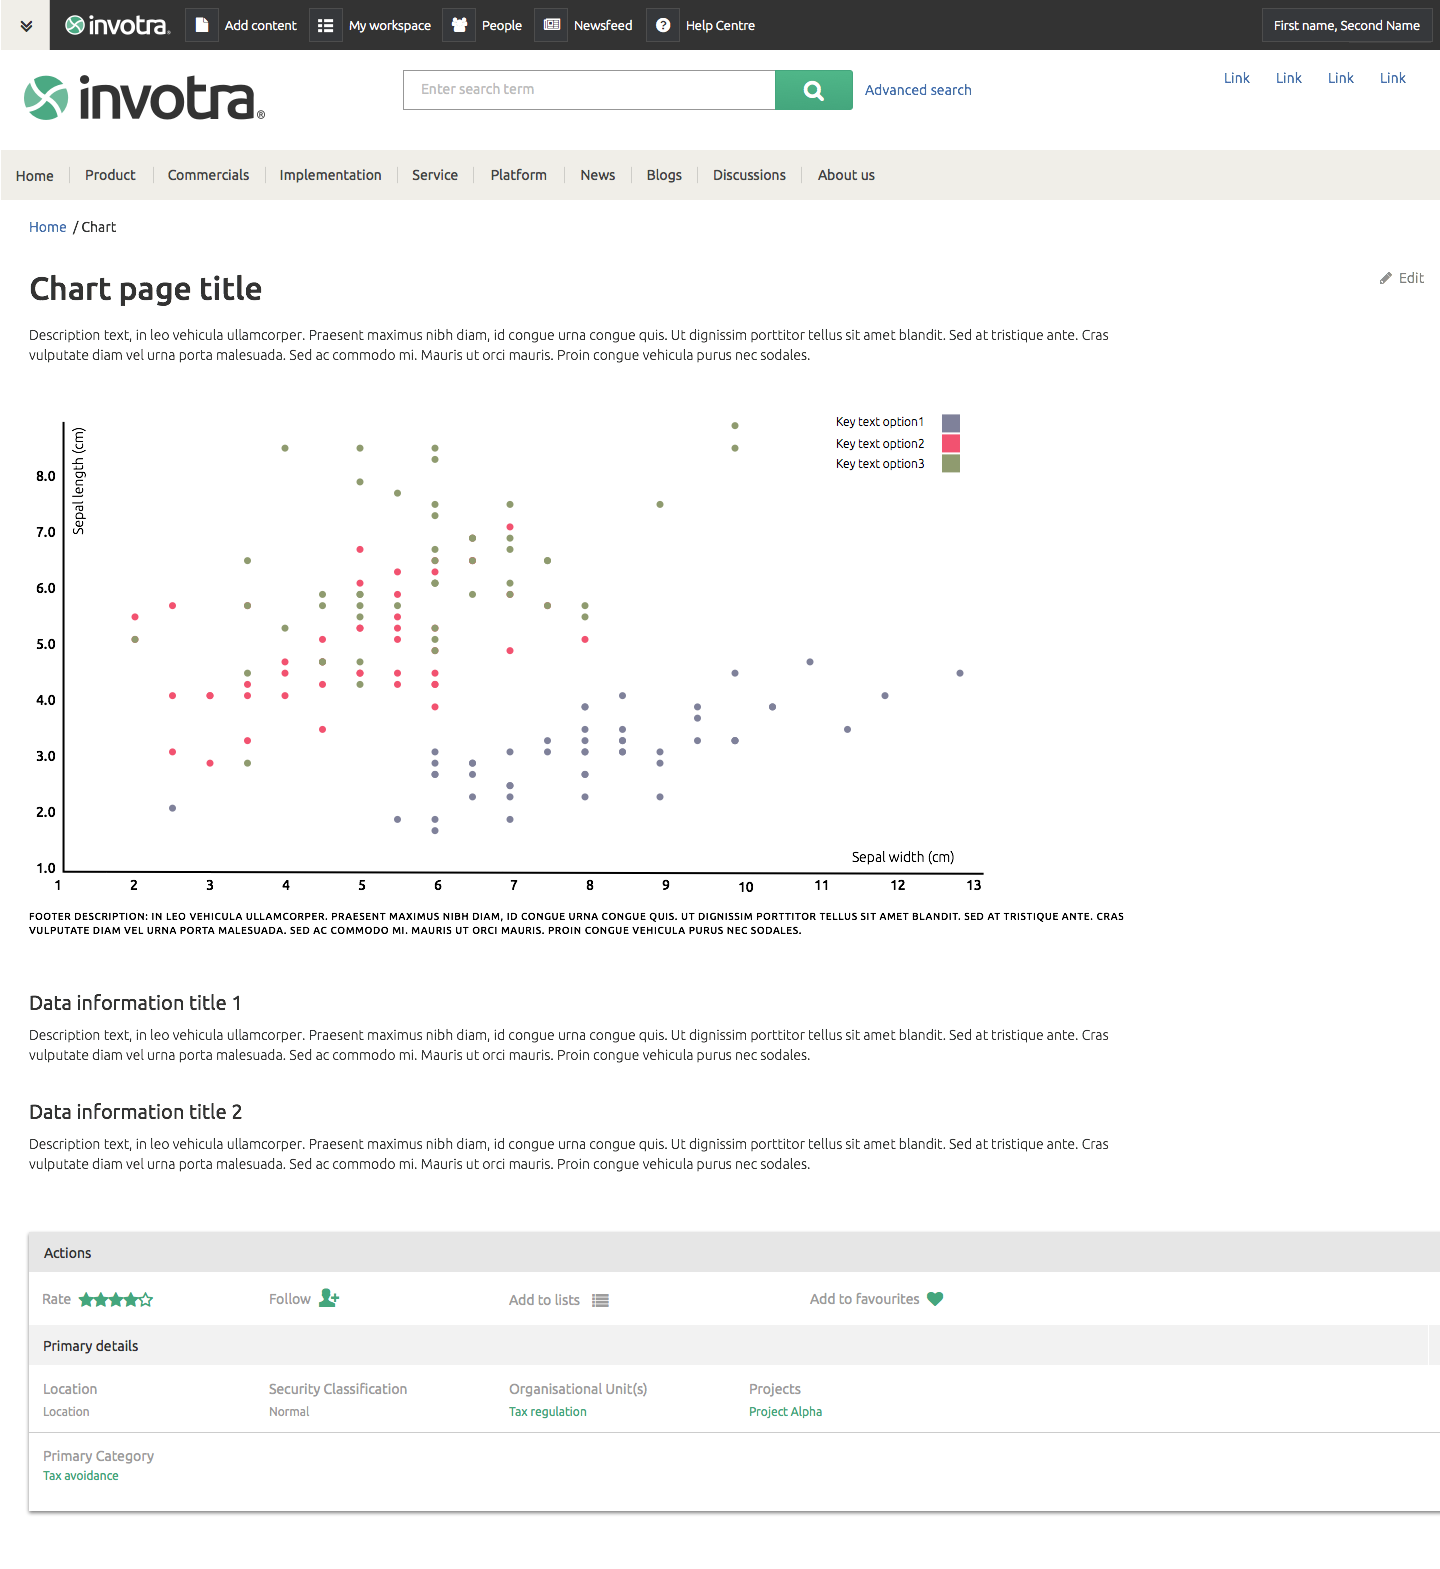 invotra. Add content My workspace People Newsfeed Help Centre First name, Second Name
invotra® Enter search term Advanced search Link Link Link Link
Home Product Commercials Implementation Service Platform News Blogs Discussions About us
Home / Chart
Chart page title
Edit
Description text, in leo vehicula ullamcorper. Praesent maximus nibh diam, id congue urna congue quis. Ut dignissim porttitor tellus sit amet blandit. Sed at tristique ante. Cras
vulputate diam vel urna porta malesuada. Sed ac commodo mi. Mauris ut orci mauris. Proin congue vehicula purus nec sodales.
Key text option1
Key text option2
Key text option3
Sepal length (cm)
8.0
7.0
6.0
5.0
4.0
3.0
2.0
1.0
Sepal width (cm)
1 2 3 4 5 6 7 8 9 10 11 12 13
FOOTER DESCRIPTION: IN LEO VEHICULA ULLAMCORPER. PRAESENT MAXIMUS NIBH DIAM, ID CONGUE URNA CONGUE QUIS. UT DIGNISSIM PORTTITOR TELLUS SIT AMET BLANDIT. SED AT TRISTIQUE ANTE. CRAS
VULPUTATE DIAM VEL URNA PORTA MALESUADA. SED AC COMMODO MI. MAURIS UT ORCI MAURIS. PROIN CONGUE VEHICULA PURUS NEC SODALES.
Data information title 1
Description text, in leo vehicula ullamcorper. Praesent maximus nibh diam, id congue urna congue quis. Ut dignissim porttitor tellus sit amet blandit. Sed at tristique ante. Cras
vulputate diam vel urna porta malesuada. Sed ac commodo mi. Mauris ut orci mauris. Proin congue vehicula purus nec sodales.
Data information title 2
Description text, in leo vehicula ullamcorper. Praesent maximus nibh diam, id congue urna congue quis. Ut dignissim porttitor tellus sit amet blandit. Sed at tristique ante. Cras
vulputate diam vel urna porta malesuada. Sed ac commodo mi. Mauris ut orci mauris. Proin congue vehicula purus nec sodales.
Actions
Rate Follow Add to lists Add to favourites
Primary details
Location Security Classification Organisational Unit(s) Projects
Location Normal Tax regulation Project Alpha
Primary Category
Tax avoidance